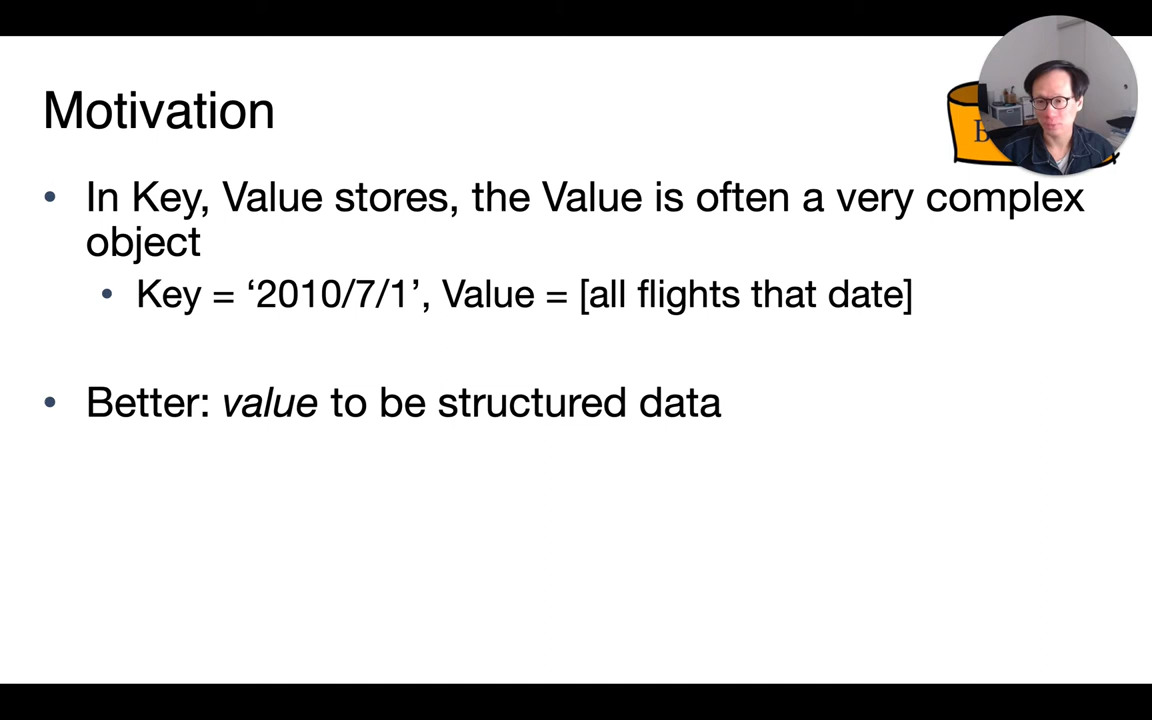 Motivation
• In Key, Value stores, the Value is often a very complex
object
• Key = ‘2010/7/1’, Value = [all flights that date]
• Better: value to be structured data